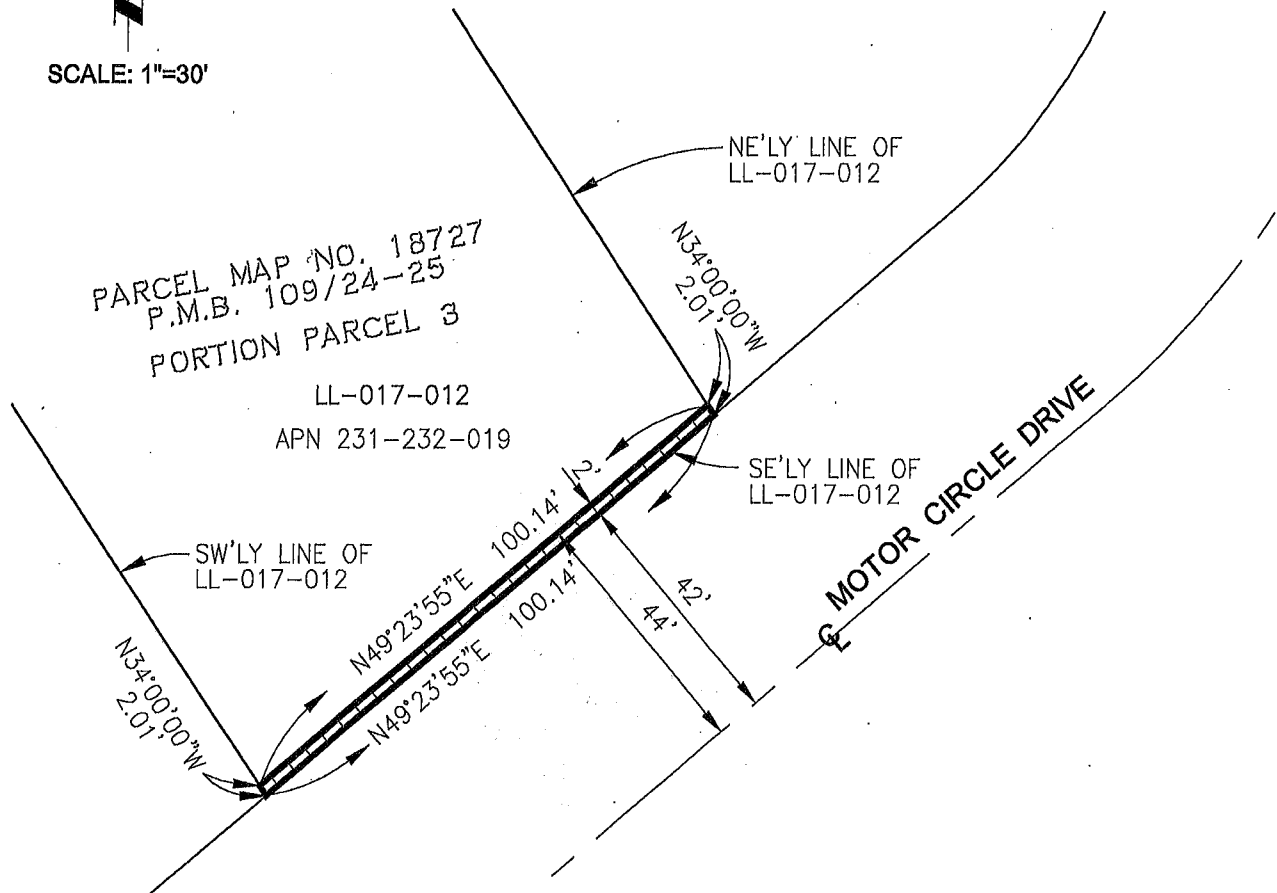 SCALE: 1"=30'
NE'LY LINE OF
LL-017-012
N34°00'00"W
2.01'
PARCEL MAP NO. 18727
P.M.B. 109/24-25
PORTION PARCEL 3
LL-017-012
APN 231-232-019
2'
SE'LY LINE OF
LL-017-012
MOTOR CIRCLE DRIVE
SW'LY LINE OF
LL-017-012
N49°23'55"E 100.14'
N49°23'55"E 100.14'
42'
44'
CL
N34°00'00"W
2.01'